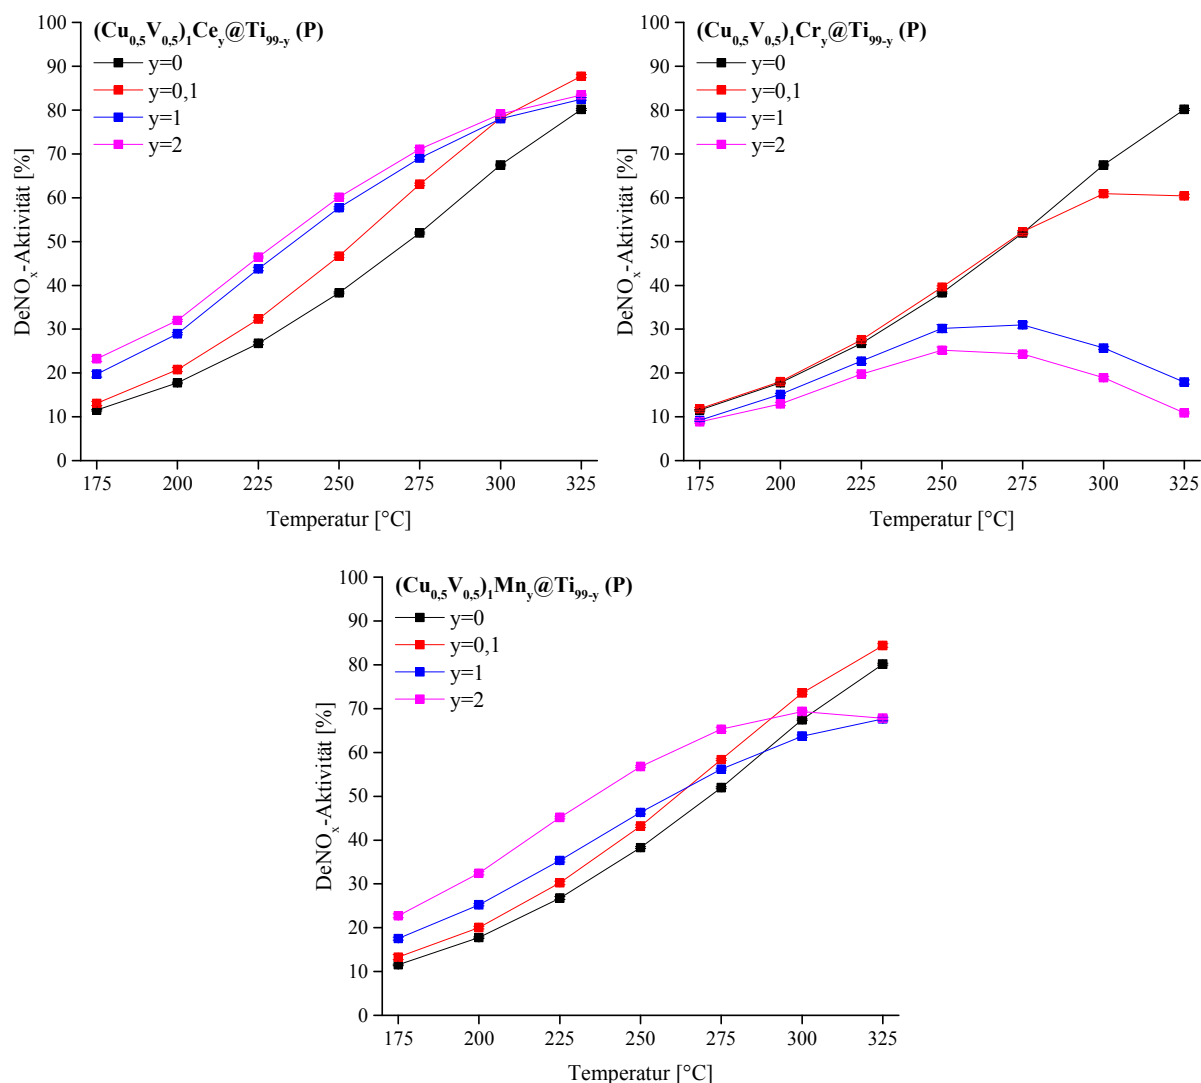 (Cu0,5V0,5)1Cey@Ti99-y (P)
y=0
y=0,1
y=1
y=2
DeNOx-Aktivität [%]
100
90
80
70
60
50
40
30
20
10
0
175 200 225 250 275 300 325
Temperatur [°C]
(Cu0,5V0,5)1Cry@Ti99-y (P)
y=0
y=0,1
y=1
y=2
DeNOx-Aktivität [%]
100
90
80
70
60
50
40
30
20
10
0
175 200 225 250 275 300 325
Temperatur [°C]
(Cu0,5V0,5)1Mny@Ti99-y (P)
y=0
y=0,1
y=1
y=2
DeNOx-Aktivität [%]
100
90
80
70
60
50
40
30
20
10
0
175 200 225 250 275 300 325
Temperatur [°C]